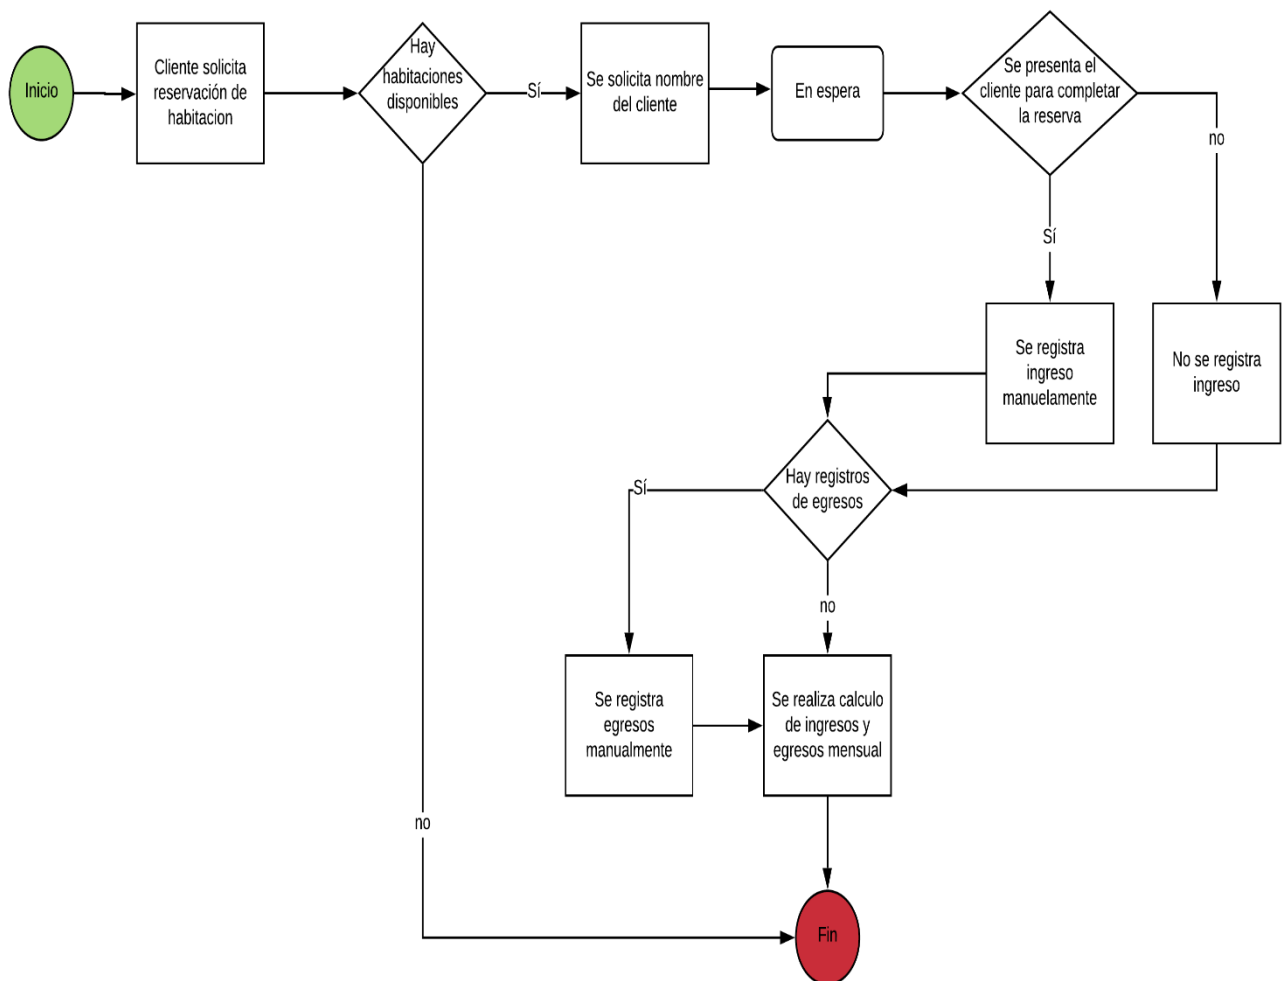 Inicio
Cliente solicita
reservación de
habitacion
Hay
habitaciones
disponibles
Sí
Se solicita nombre
del cliente
En espera
Se presenta el
cliente para completar
la reserva
no
Sí
Se registra
ingreso
manuelamente
No se registra
ingreso
Hay registros
de egresos
Sí
no
Se registra
egresos
manualmente
Se realiza calculo
de ingresos y
egresos mensual
no
Fin